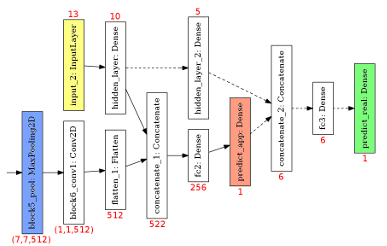 13
input_2: InputLayer
10
hidden_layer: Dense
5
hidden_layer_2: Dense
block5_pool: MaxPooling2D
(7,7,512)
block6_conv1: Conv2D
(1,1,512)
flatten_1: Flatten
512
concatenate_1: Concatenate
522
fc2: Dense
256
predict_app: Dense
1
concatenate_2: Concatenate
6
fc3: Dense
6
predict_real: Dense
1